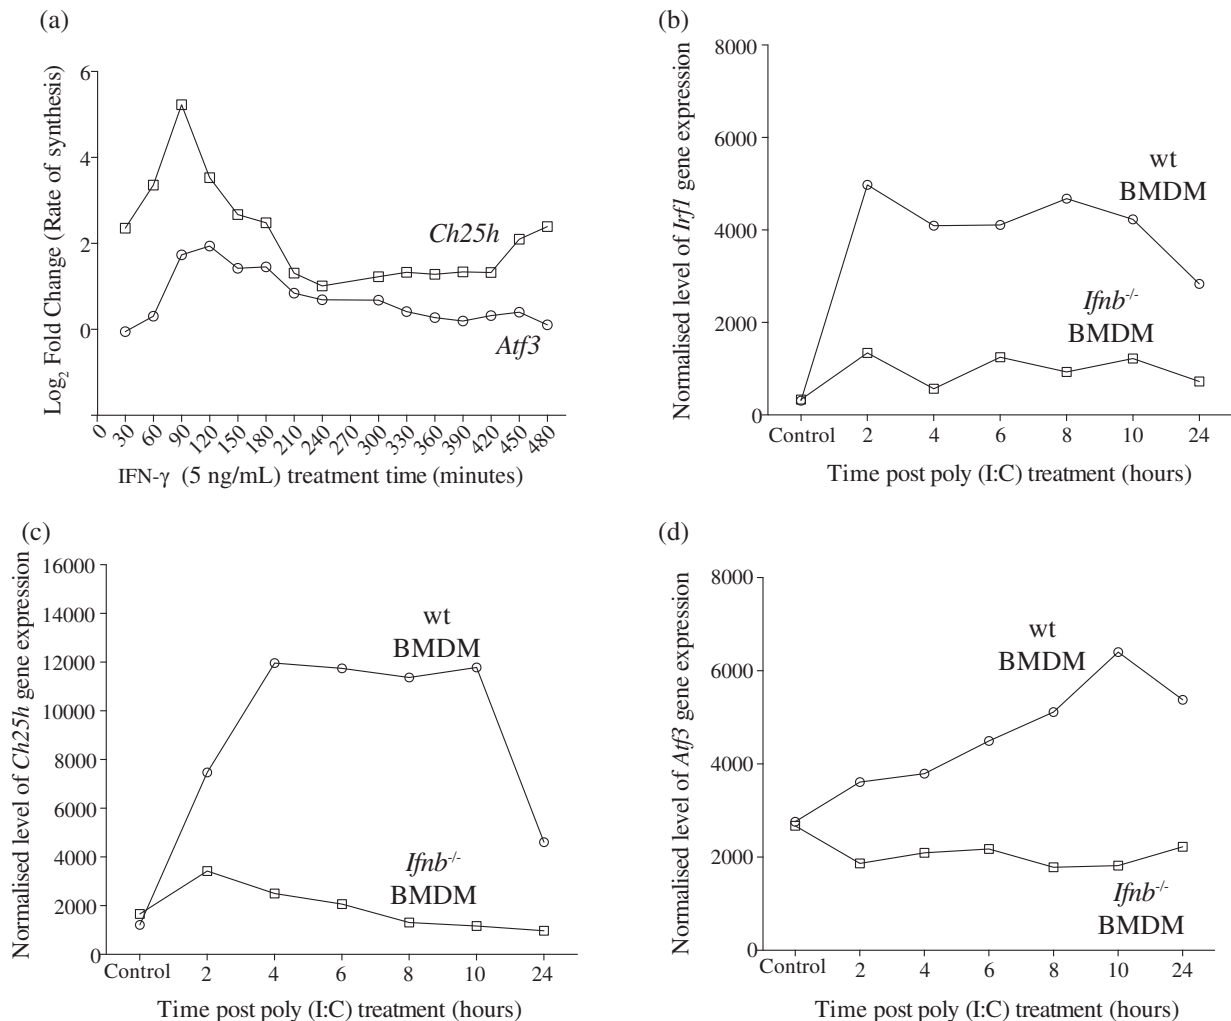 (a)
Log₂ Fold Change (Rate of synthesis)
6
4
2
0
Ch25h
Atf3
0 30 60 90 120 150 180 210 240 270 300 330 360 390 420 450 480
IFN-γ (5 ng/mL) treatment time (minutes)
(b)
Normalised level of Irf1 gene expression
8000
6000
4000
2000
0
wt
BMDM
Ifnb-/-
BMDM
Control 2 4 6 8 10 24
Time post poly (I:C) treatment (hours)
(c)
Normalised level of Ch25h gene expression
16000
14000
12000
10000
8000
6000
4000
2000
0
wt
BMDM
Ifnb-/-
BMDM
Control 2 4 6 8 10 24
Time post poly (I:C) treatment (hours)
(d)
Normalised level of Atf3 gene expression
8000
6000
4000
2000
0
wt
BMDM
Ifnb-/-
BMDM
Control 2 4 6 8 10 24
Time post poly (I:C) treatment (hours)